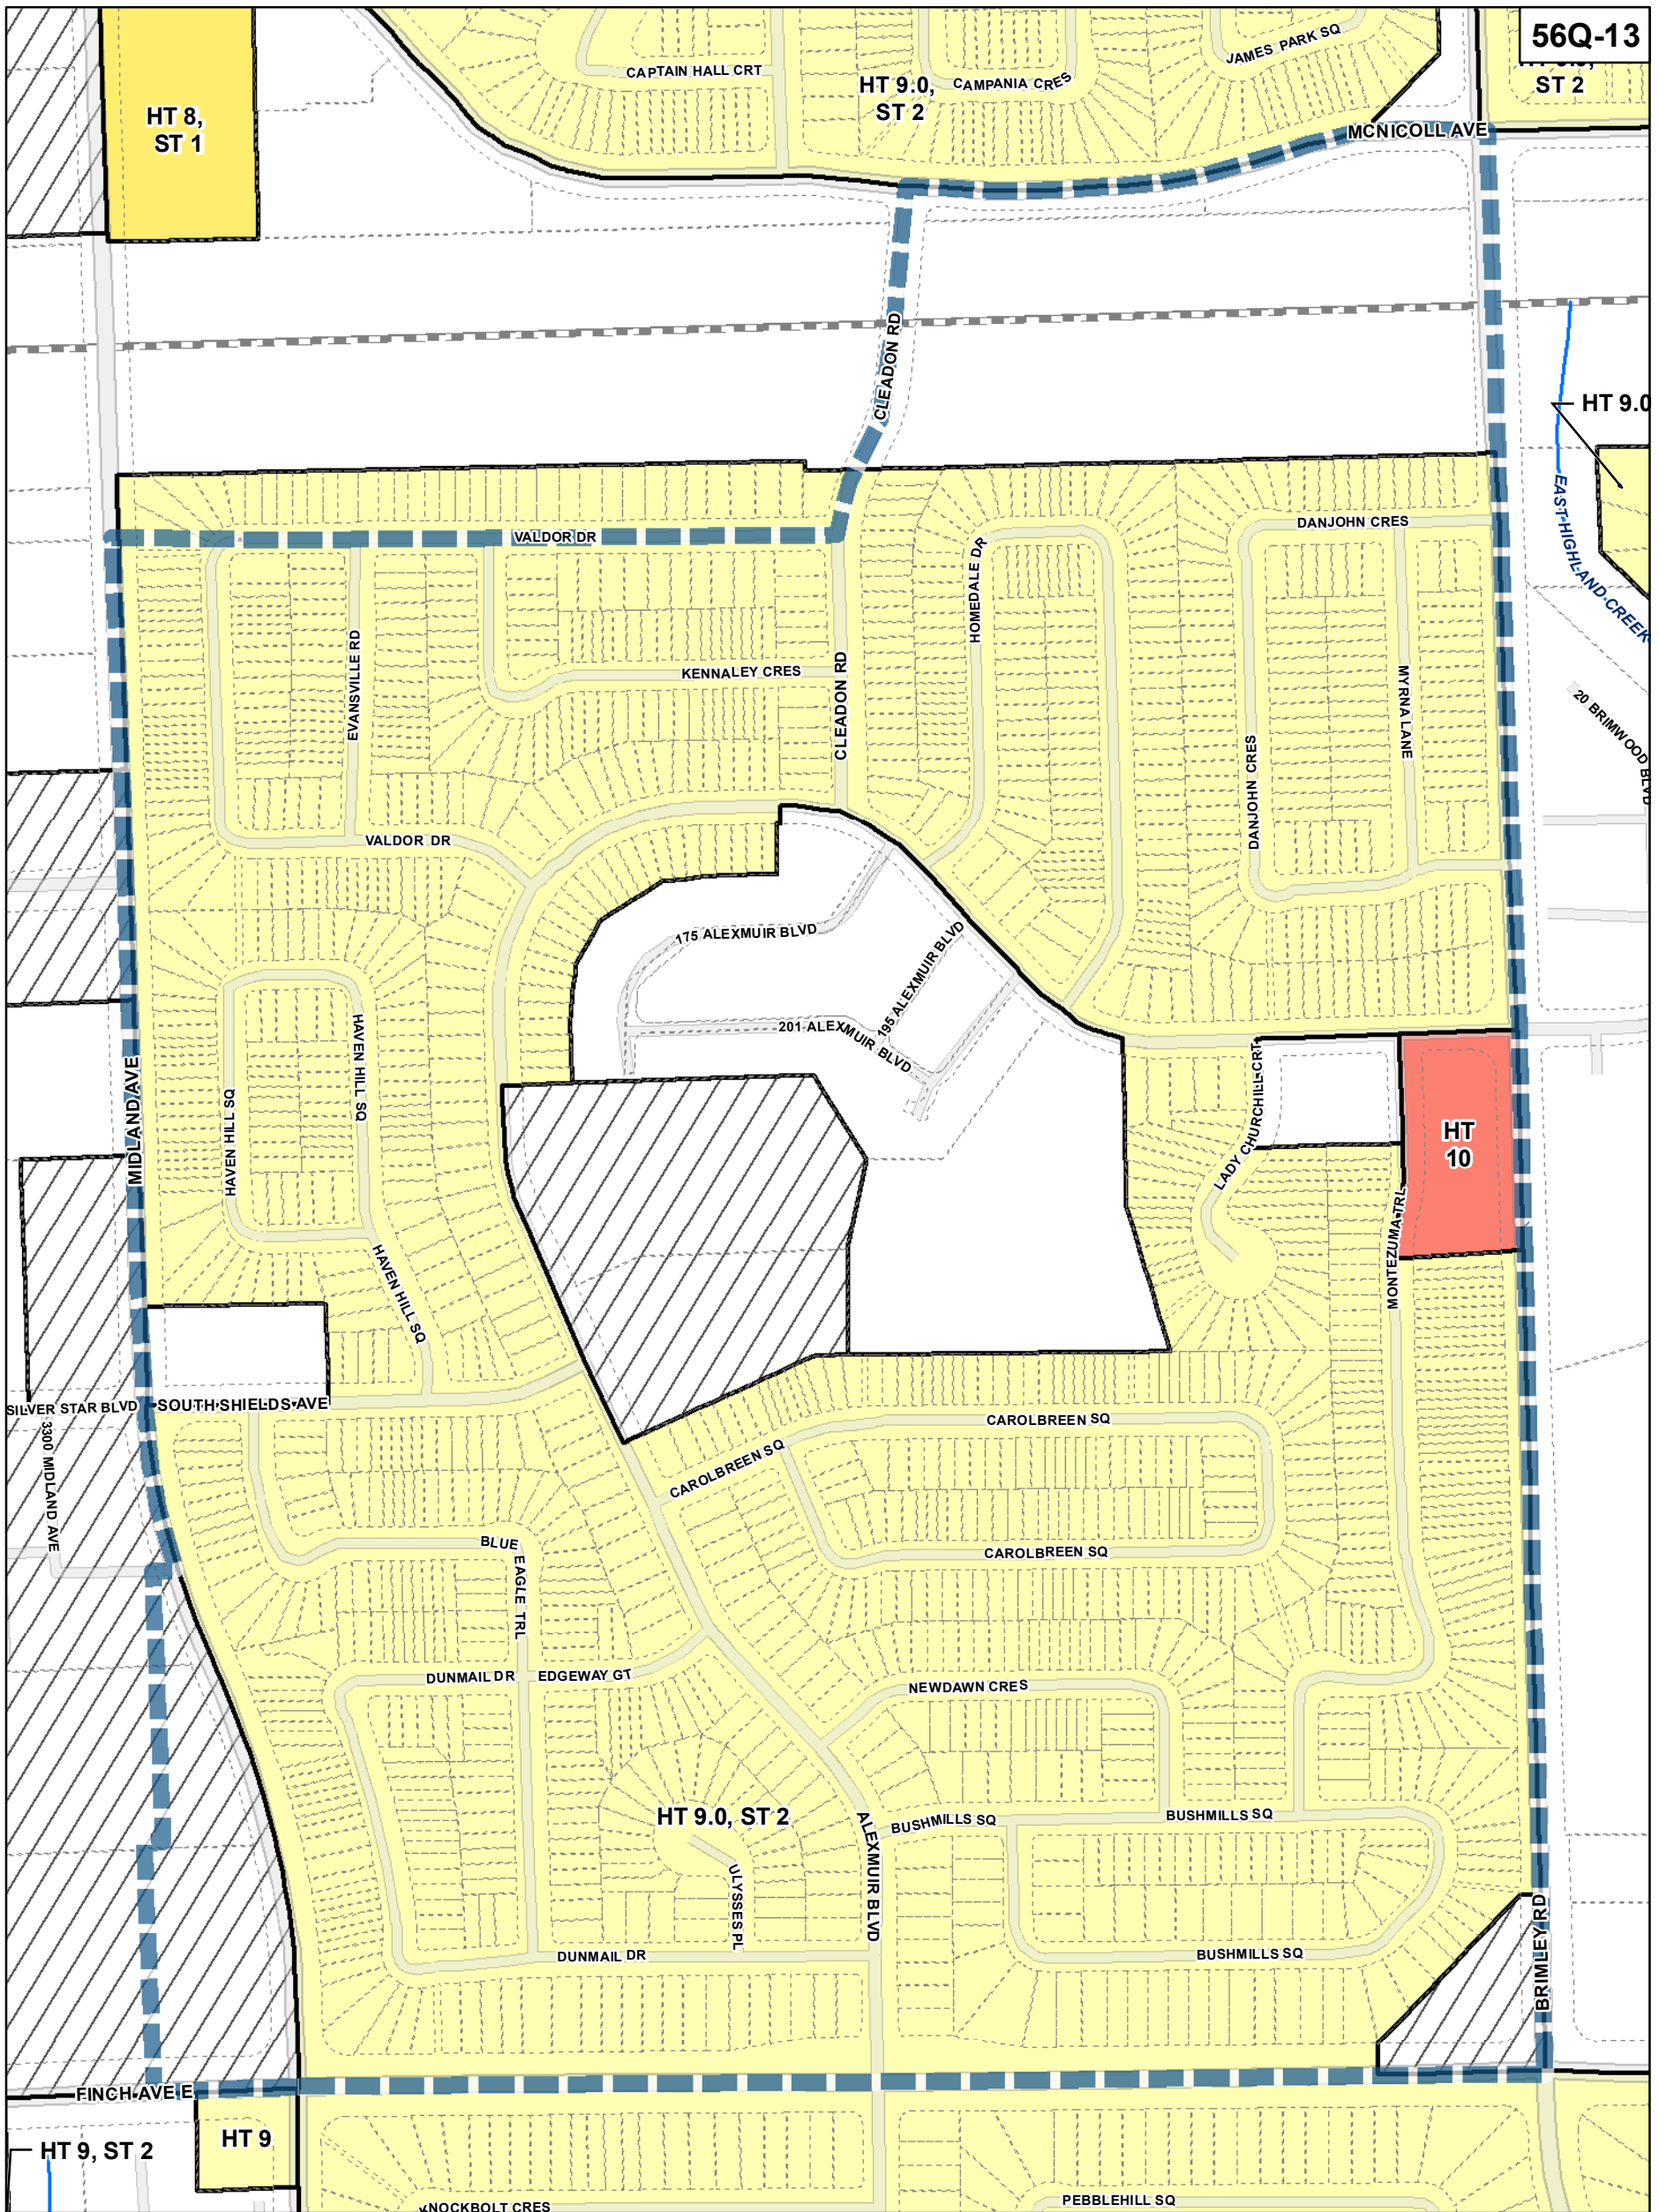 56Q-13
JAMES PARK SQ
CAPTAIN HALL CRT
HT 9.0,
ST 2
CAMPANIA CRES
ST 2
HT 8,
ST 1
MCNICOLL AVE
CLEADON RD
HT 9.0
EAST HIGHLAND CREEK
VALDOR DR
DANJOHN CRES
HOMEDALE DR
EVANSVILLE RD
KENNALEY CRES
CLEADON RD
MYRNA LANE
DANJOHN CRES
20 BRIMWOOD BLVD
VALDOR DR
175 ALEXMUIR BLVD
195 ALEXMUIR BLVD
201 ALEXMUIR BLVD
HAVEN HILL SQ
HAVEN HILL SQ
MIDLAND AVE
LADY CHURCHILL CRT
HT
10
MONTEZUMA TRL
HAVEN HILL SQ
SILVER STAR BLVD
SOUTH SHIELDS AVE
3300 MIDLAND AVE
CAROLBREEN SQ
CAROLBREEN SQ
CAROLBREEN SQ
BLUE EAGLE TRL
DUNMAIL DR
EDGEWAY GT
NEWDAWN CRES
HT 9.0, ST 2
ALEXMUIR BLVD
BUSHMILLS SQ
BUSHMILLS SQ
ULYSSES PL
DUNMAIL DR
BUSHMILLS SQ
BRIMLEY RD
FINCH AVE E
HT 9
HT 9, ST 2
KNOCKBOLT CRES
PEBBLEHILL SQ